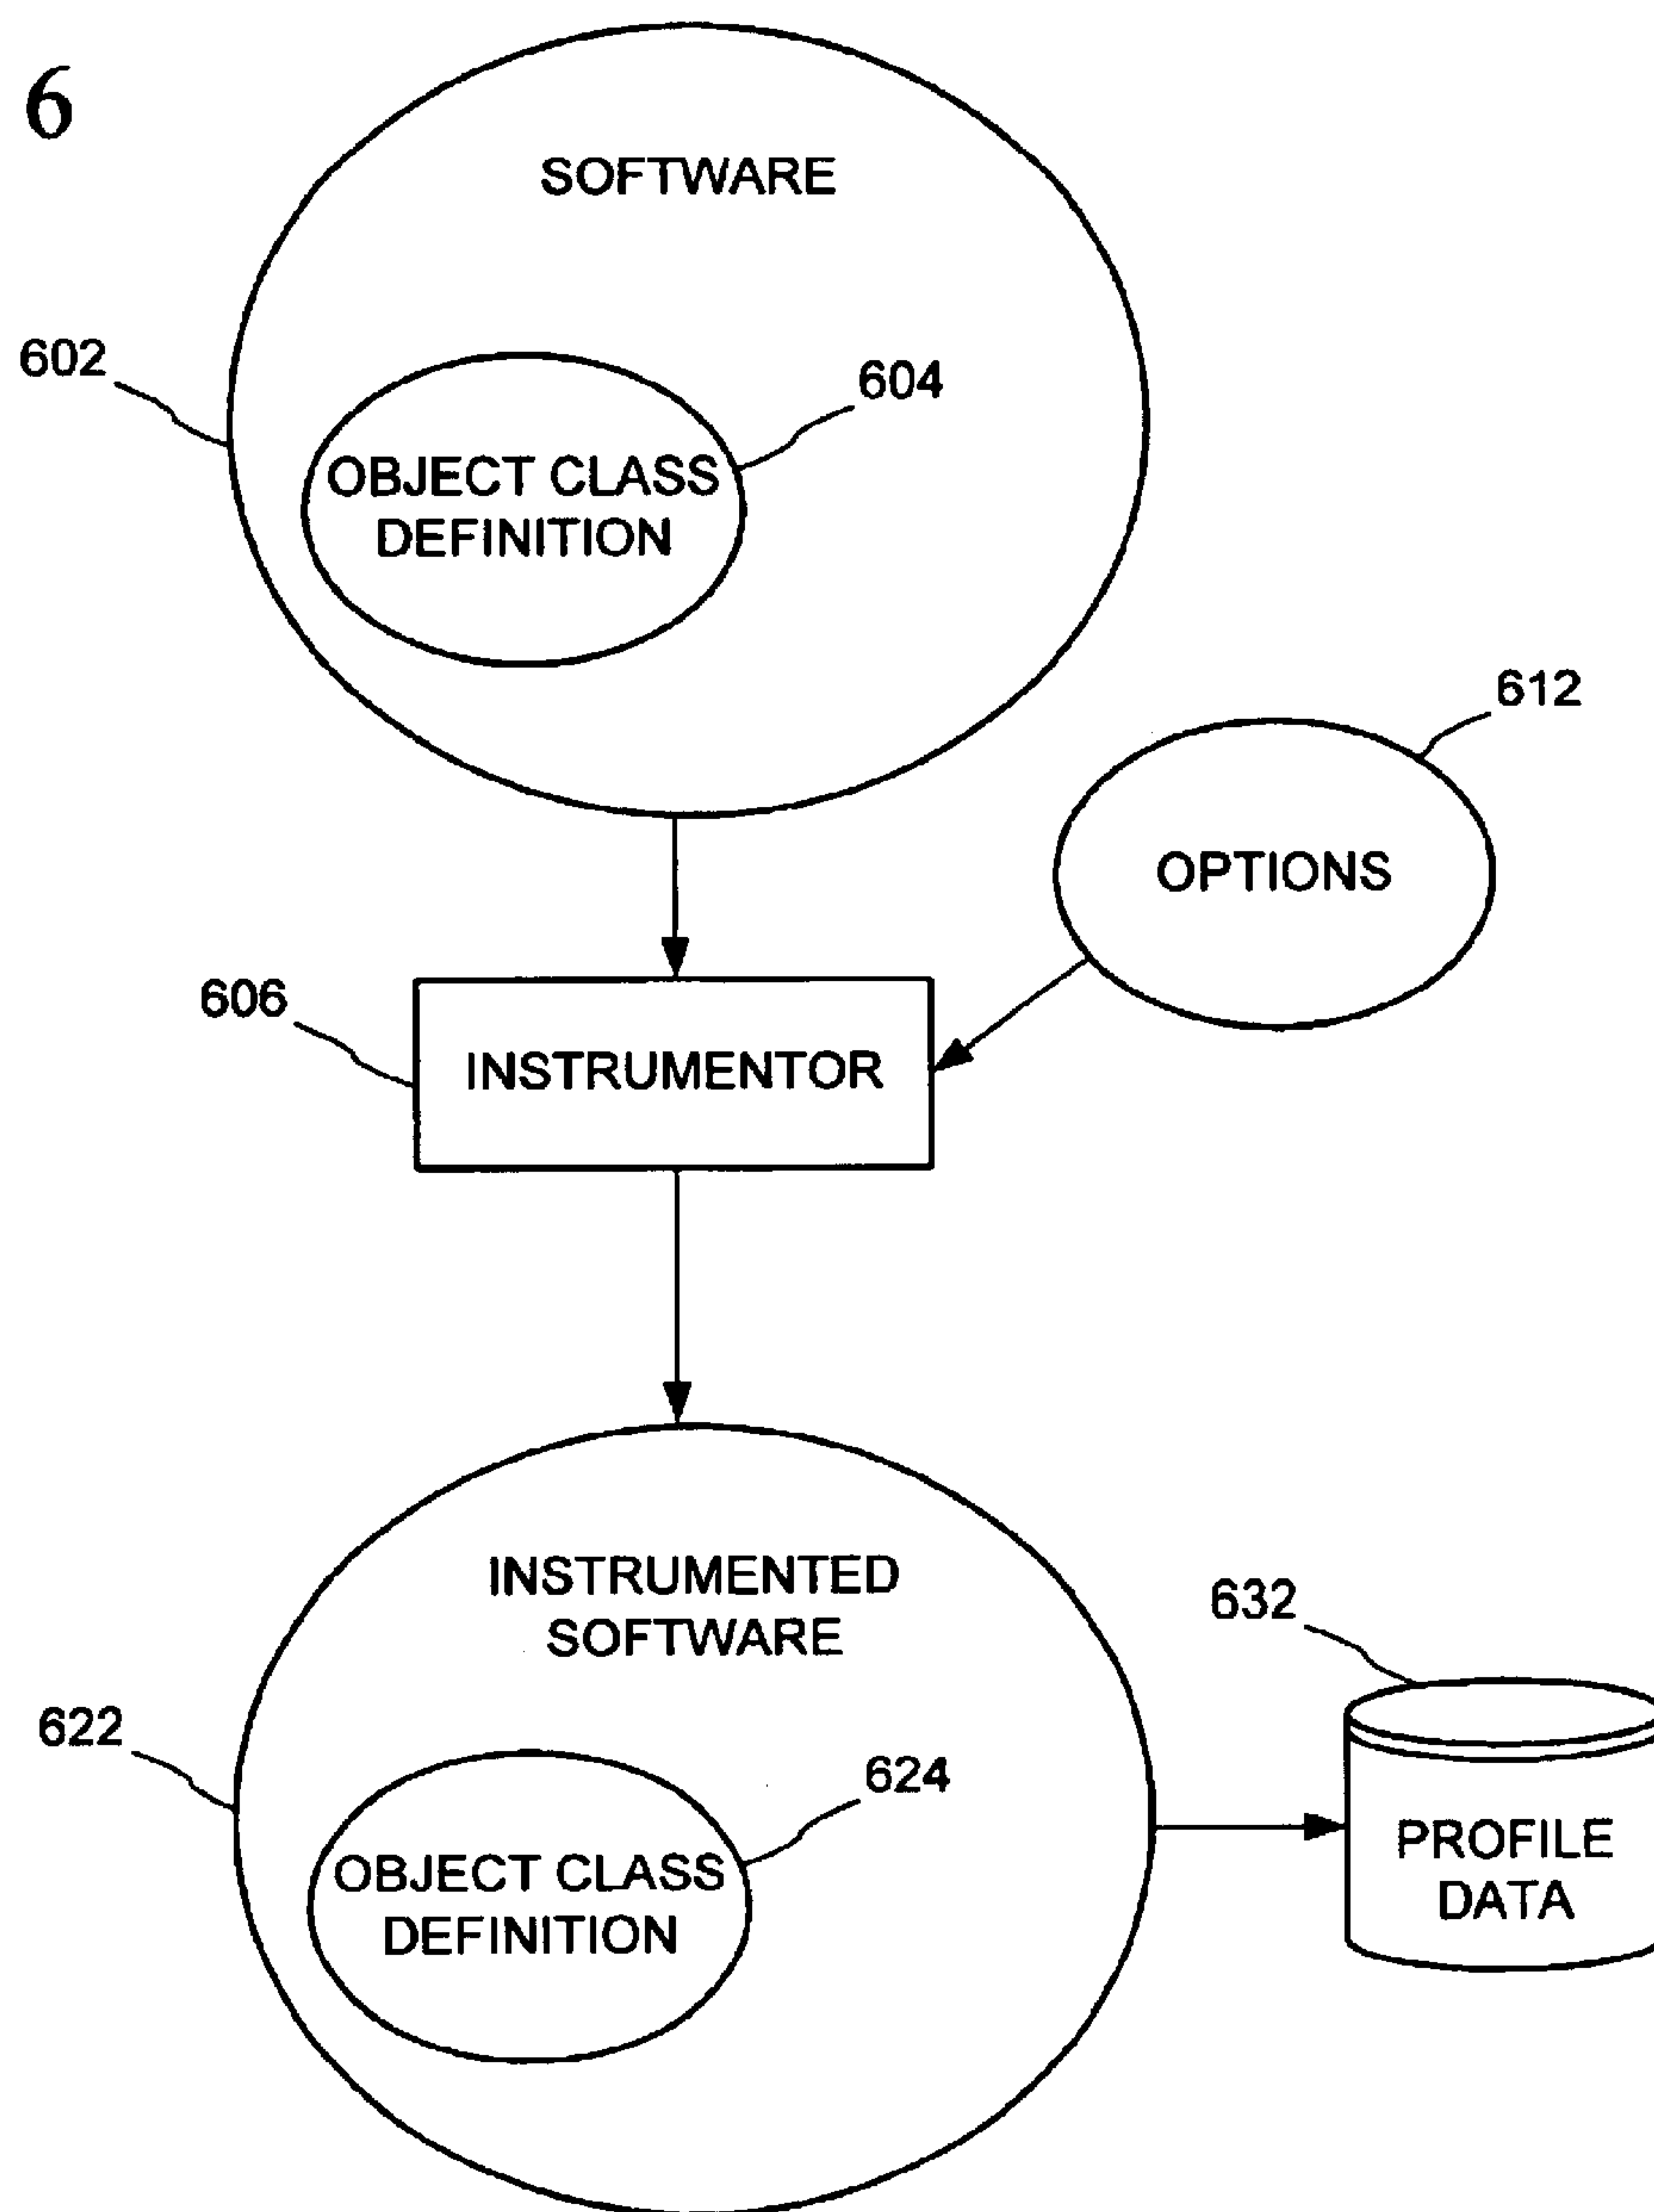 6
SOFTWARE
602
604
OBJECT CLASS
DEFINITION
612
OPTIONS
606
INSTRUMENTOR
INSTRUMENTED
SOFTWARE
632
622
624
OBJECT CLASS
DEFINITION
PROFILE
DATA